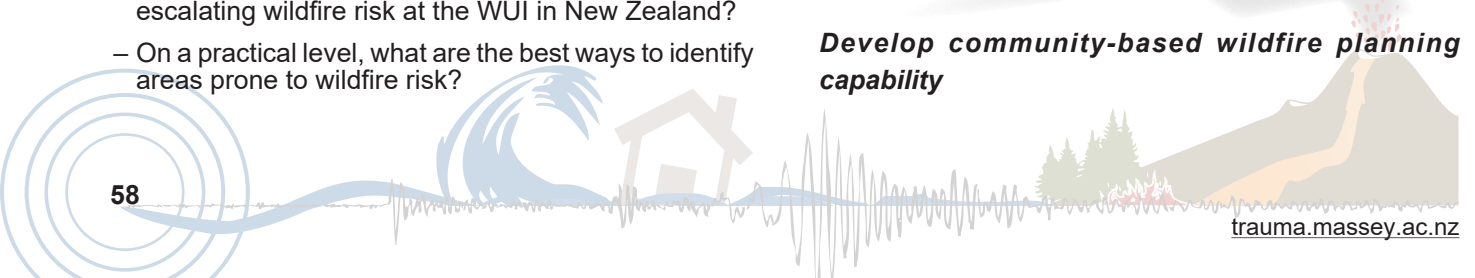 escalating wildfire risk at the WUI in New Zealand?
– On a practical level, what are the best ways to identify
areas prone to wildfire risk?
Develop community-based wildfire planning
capability
58
trauma.massey.ac.nz